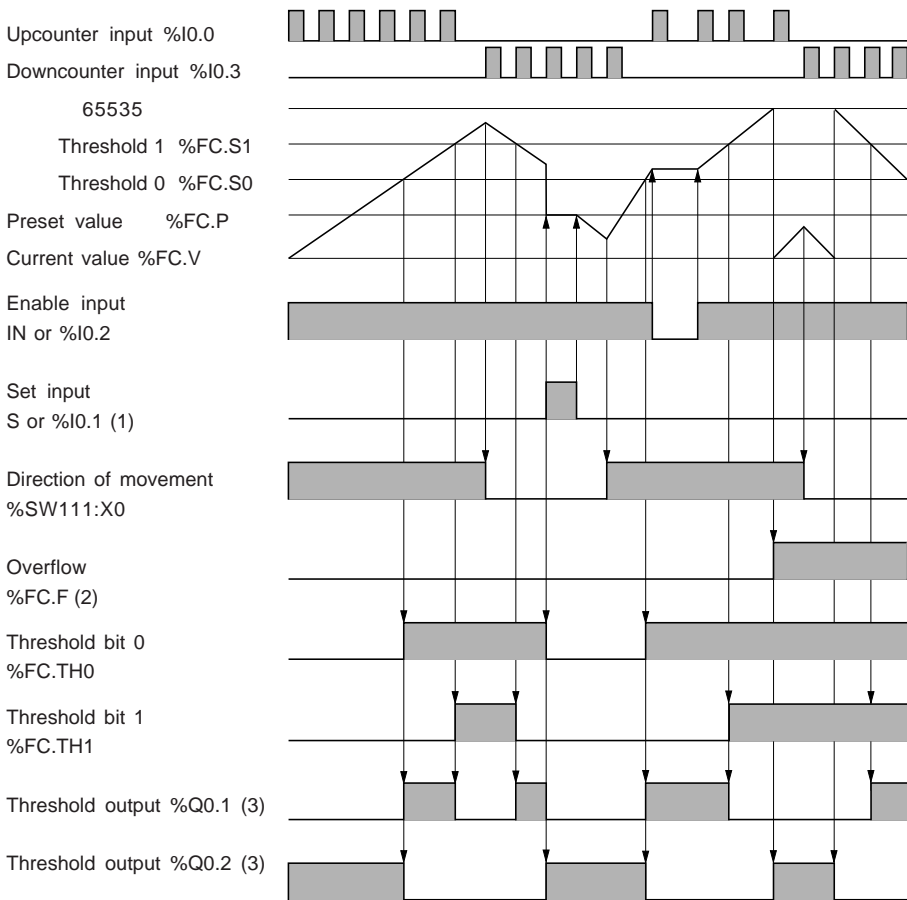 Upcounter input %I0.0
Downcounter input %I0.3
65535
Threshold 1 %FC.S1
Threshold 0 %FC.S0
Preset value %FC.P
Current value %FC.V
Enable input
IN or %I0.2
Set input
S or %I0.1 (1)
Direction of movement
%SW111:X0
Overflow
%FC.F (2)
Threshold bit 0
%FC.TH0
Threshold bit 1
%FC.TH1
Threshold output %Q0.1 (3)
Threshold output %Q0.2 (3)